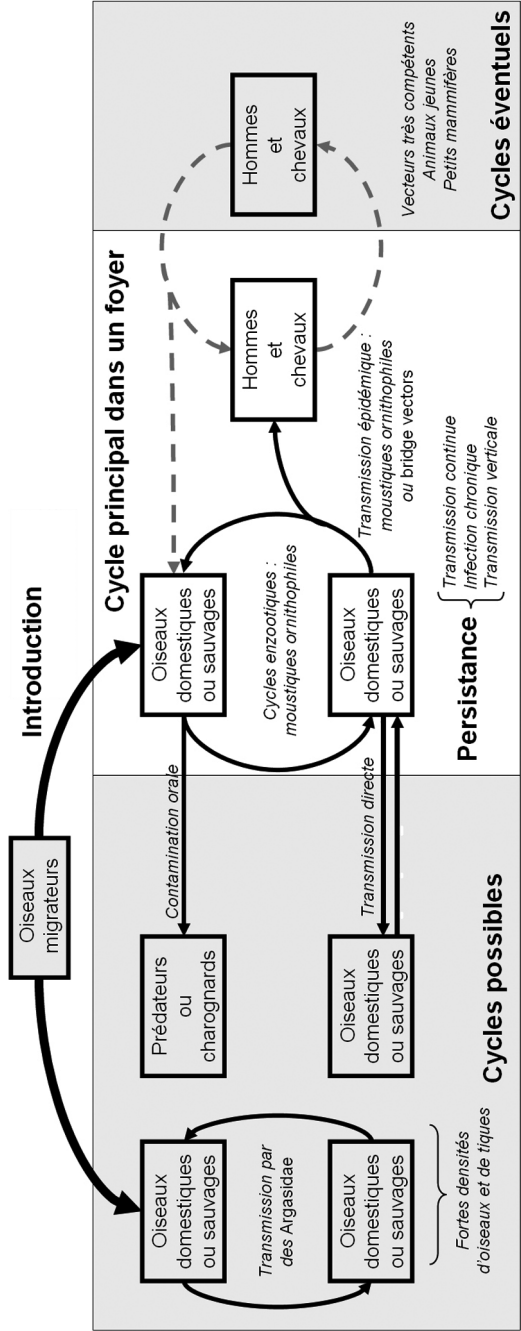 Oiseaux
migrateurs
Introduction
Cycle principal dans un foyer
Oiseaux
domestiques
ou sauvages
Transmission par
des Argasidae
Oiseaux
domestiques
ou sauvages
Fortes densités
d'oiseaux et de tiques
Prédateurs
ou
charognards
Contamination orale
Oiseaux
domestiques
ou sauvages
Transmission directe
Cycles possibles
Oiseaux
domestiques
ou sauvages
Cycles enzootiques :
moustiques ornithophiles
Oiseaux
domestiques
ou sauvages
Persistance
Transmission continue
Infection chronique
Transmission verticale
Hommes
et
chevaux
Transmission épidémique :
moustiques ornithophiles
ou bridge vectors
Hommes
et
chevaux
Vecteurs très compétents
Animaux jeunes
Petits mammifères
Cycles éventuels